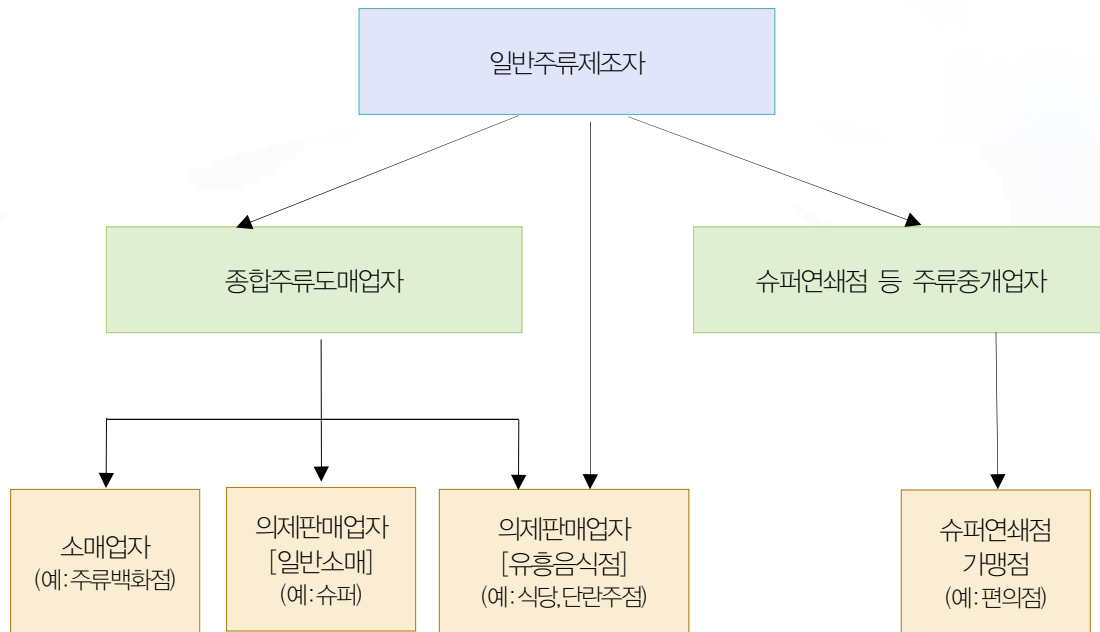 일반주류제조자
종합주류도매업자
슈퍼연쇄점 등 주류중개업자
소매업자
(예:주류백화점)
의제판매업자
[일반소매]
(예:슈퍼)
의제판매업자
[유흥음식점]
(예:식당,단란주점)
슈퍼연쇄점
가맹점
(예:편의점)